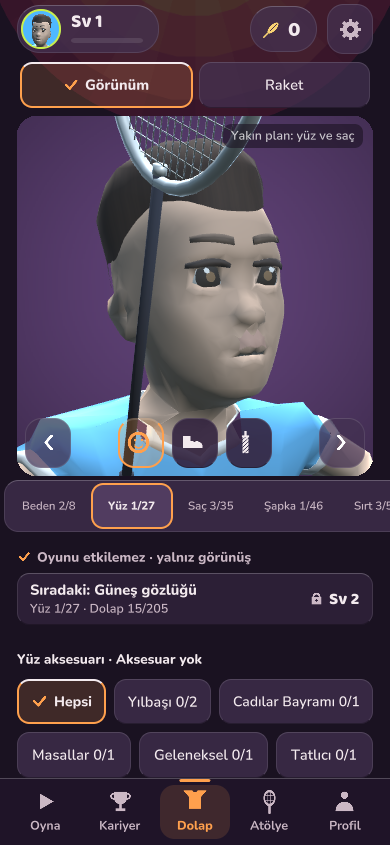 Sv 1
0
Görünüm
Raket
Yakın plan: yüz ve saç
Beden 2/8
Yüz 1/27
Saç 3/35
Şapka 1/46
Sırt 3/5
Oyunu etkilemez · yalnız görünüş
Sıradaki: Güneş gözlüğü
Yüz 1/27 · Dolap 15/205
Sv 2
Yüz aksesuarı · Aksesuar yok
Hepsi
Yılbaşı 0/2
Cadılar Bayramı 0/1
Masallar 0/1
Geleneksel 0/1
Tatlıcı 0/1
Oyna
Kariyer
Dolap
Atölye
Profil